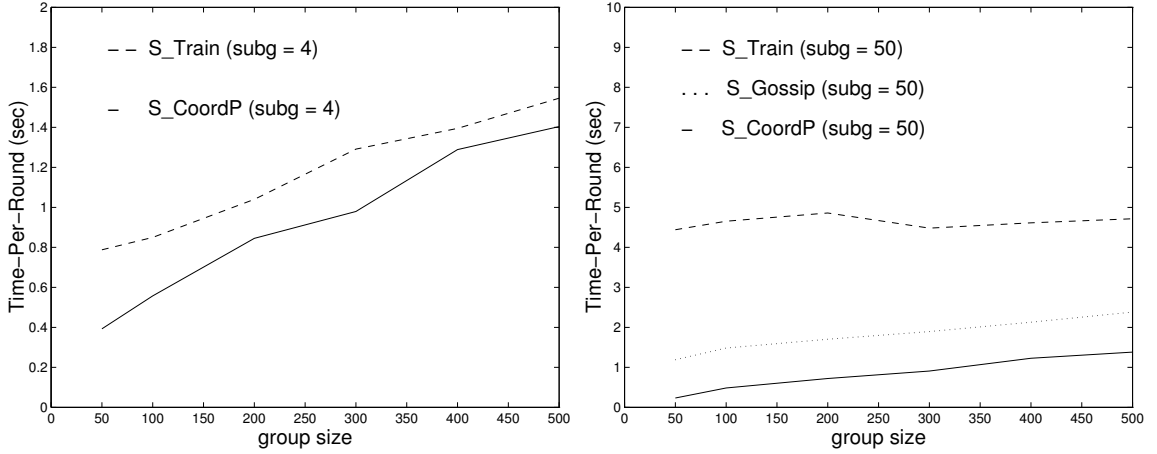 2
1.8
1.6
1.4
1.2
1
0.8
0.6
0.4
0.2
0
Time−Per−Round (sec)
S_Train (subg = 4)
S_CoordP (subg = 4)
0 50 100 150 200 250 300 350 400 450 500
group size
10
9
8
7
6
5
4
3
2
1
0
Time−Per−Round (sec)
S_Train (subg = 50)
S_Gossip (subg = 50)
S_CoordP (subg = 50)
0 50 100 150 200 250 300 350 400 450 500
group size